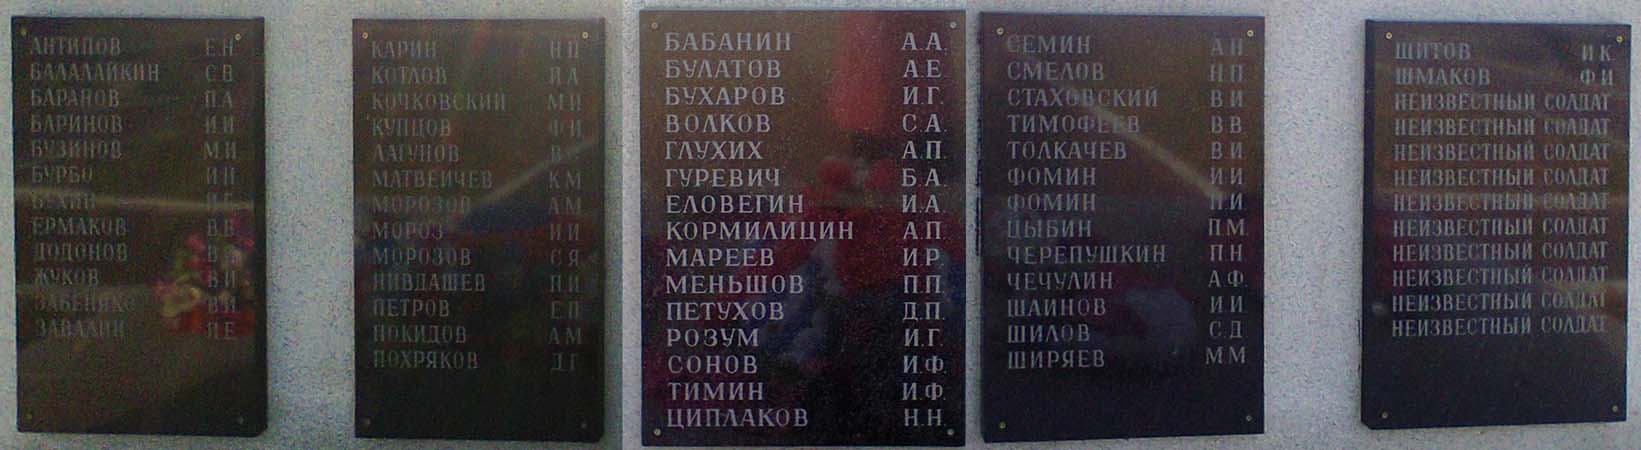 АНТИПОВ Е.Н.
БАЛАЛАЙКИН С.В.
БАРАНОВ П.А.
БАРИНОВ И.И.
БУЗИНОВ М.И.
БУРБО И.Н.
ЕРМАКОВ В.В.
ДОДОНОВ
ЖУКОВ В.И.
ЗАВАЛИН И.Е.
КАРИН Н.П.
КОТЛОВ И.А.
КОЧКОВСКИЙ М.И.
КУПЦОВ Ф.И.
ЛАГУНОВ
МАТВЕЙЧЕВ К.М.
МОРОЗОВ А.М.
МОРОЗ И.И.
МОРОЗОВ С.Я.
НИВДАШЕВ П.И.
ПЕТРОВ Е.П.
ПОКИДОВ А.М.
ПОХРЯКОВ Д.Г.
БАБАНИН А.А.
БУЛАТОВ А.Е.
БУХАРОВ И.Г.
ВОЛКОВ С.А.
ГЛУХИХ А.П.
ГУРЕВИЧ Б.А.
ЕЛОВЕГИН И.А.
КОРМИЛИЦИН А.П.
МАРЕЕВ И.Р.
МЕНЬШОВ П.П.
ПЕТУХОВ Д.П.
РОЗУМ И.Г.
СОНОВ И.Ф.
ТИМИН И.Ф.
ЦИПЛАКОВ Н.Н.
СЕМИН А.Н.
СМЕЛОВ Н.П.
СТАХОВСКИЙ В.И.
ТИМОФЕЕВ В.В.
ТОЛКАЧЕВ В.И.
ФОМИН И.И.
ФОМИН П.И.
ЦЫБИН П.М.
ЧЕРЕПУШКИН П.Н.
ЧЕЧУЛИН А.Ф.
ШАИНОВ И.И.
ШИЛОВ С.Д.
ШИРЯЕВ М.М.
ШИТОВ И.К.
ШМАКОВ Ф.И.
НЕИЗВЕСТНЫЙ СОЛДАТ
НЕИЗВЕСТНЫЙ СОЛДАТ
НЕИЗВЕСТНЫЙ СОЛДАТ
НЕИЗВЕСТНЫЙ СОЛДАТ
НЕИЗВЕСТНЫЙ СОЛДАТ
НЕИЗВЕСТНЫЙ СОЛДАТ
НЕИЗВЕСТНЫЙ СОЛДАТ
НЕИЗВЕСТНЫЙ СОЛДАТ
НЕИЗВЕСТНЫЙ СОЛДАТ
НЕИЗВЕСТНЫЙ СОЛДАТ